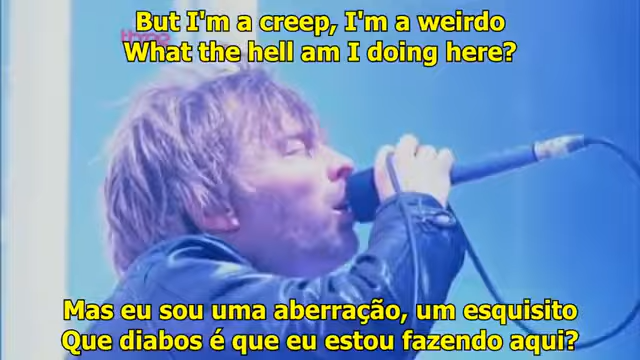 But I'm a creep, I'm a weirdo
What the hell am I doing here?
three
Mas eu sou uma aberração, um esquisito
Que diabos é que eu estou fazendo aqui?